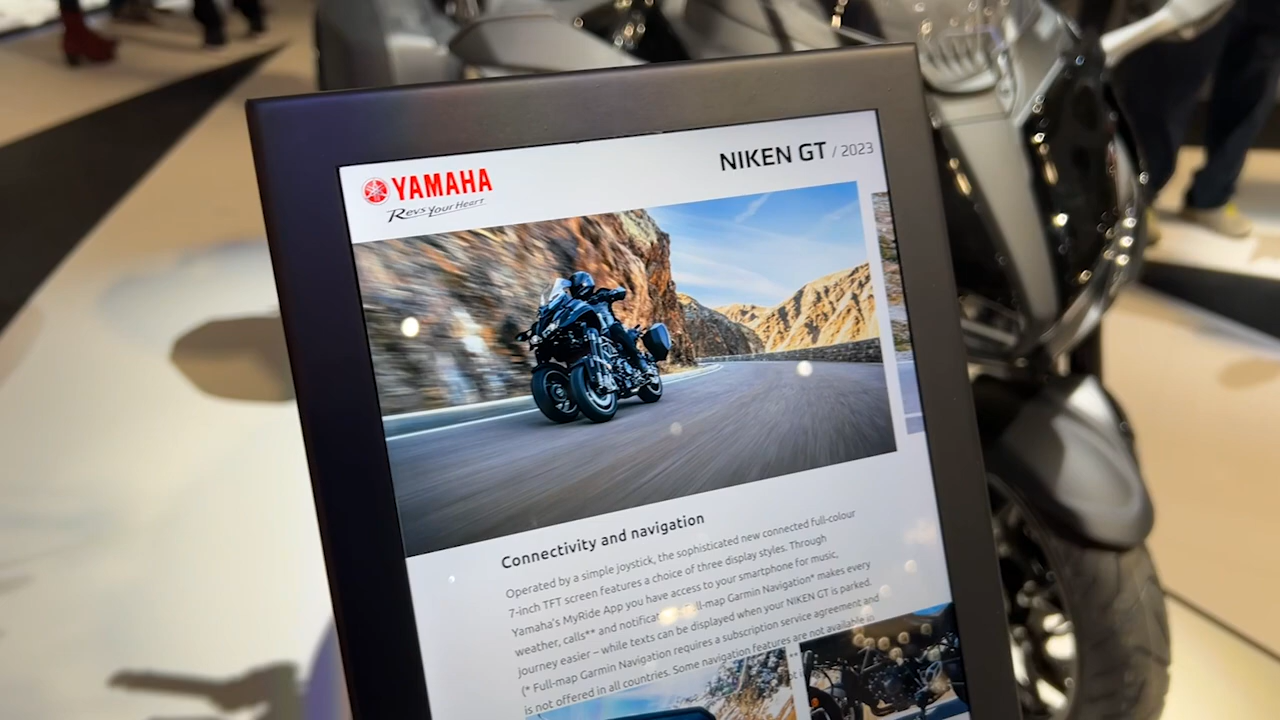 YAMAHA
Revs Your Heart
NIKEN GT / 2023
Connectivity and navigation
Operated by a simple joystick, the sophisticated new connected full-colour
7-inch TFT screen features a choice of three display styles. Through
Yamaha's MyRide App you have access to your smartphone for music,
weather, calls** and notificat ll-map Garmin Navigation* makes every
journey easier – while texts can be displayed when your NIKEN GT is parked.
(* Full-map Garmin Navigation requires a subscription service agreement and
is not offered in all countries. Some navigation features are not available in